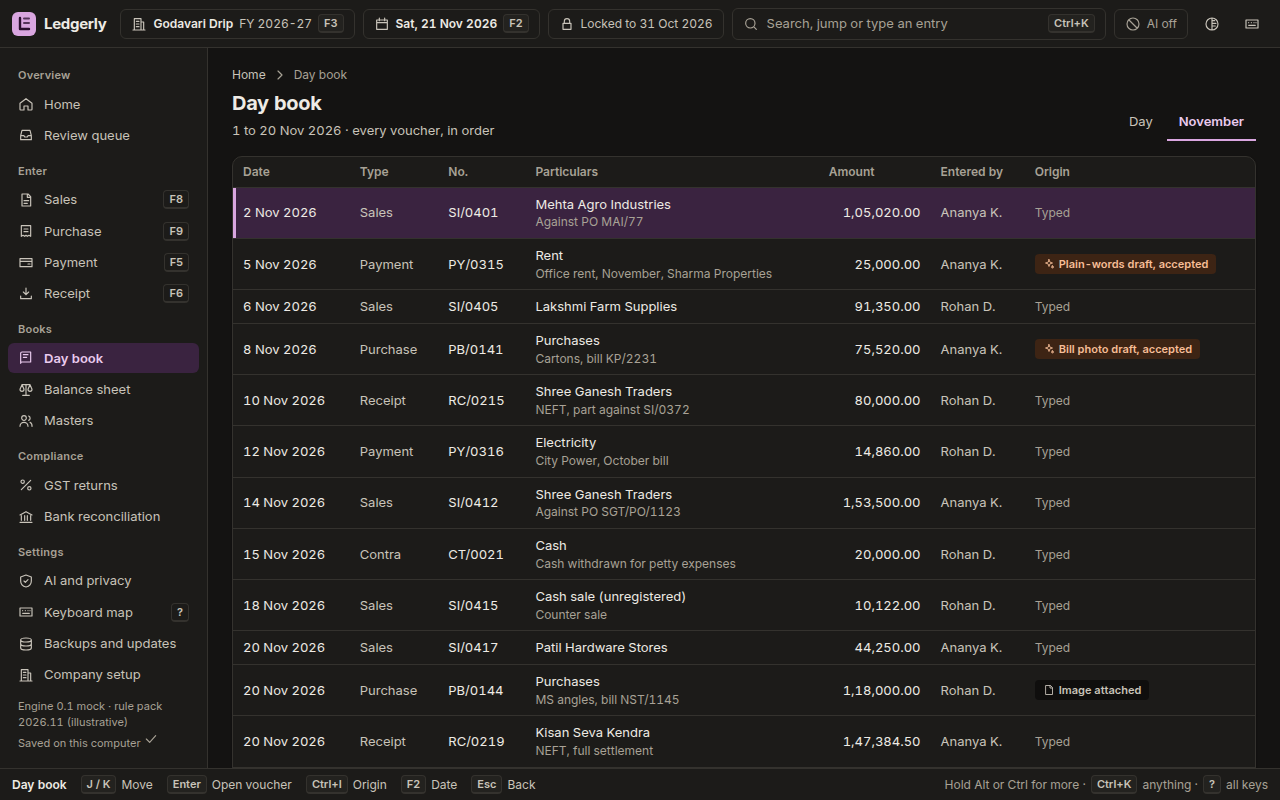 Ledgerly
Godavari Drip FY 2026-27 F3
Sat, 21 Nov 2026 F2
Locked to 31 Oct 2026
Search, jump or type an entry Ctrl+K
AI off
Overview
Home
Review queue
Enter
Sales F8
Purchase F9
Payment F5
Receipt F6
Books
Day book
Balance sheet
Masters
Compliance
GST returns
Bank reconciliation
Settings
AI and privacy
Keyboard map ?
Backups and updates
Company setup
Engine 0.1 mock · rule pack
2026.11 (illustrative)
Saved on this computer
Home > Day book
Day book
1 to 20 Nov 2026 · every voucher, in order
Day November
Date Type No. Particulars Amount Entered by Origin
2 Nov 2026 Sales SI/0401 Mehta Agro Industries 1,05,020.00 Ananya K. Typed
Against PO MAI/77
5 Nov 2026 Payment PY/0315 Rent 25,000.00 Ananya K. Plain-words draft, accepted
Office rent, November, Sharma Properties
6 Nov 2026 Sales SI/0405 Lakshmi Farm Supplies 91,350.00 Rohan D. Typed
8 Nov 2026 Purchase PB/0141 Purchases 75,520.00 Ananya K. Bill photo draft, accepted
Cartons, bill KP/2231
10 Nov 2026 Receipt RC/0215 Shree Ganesh Traders 80,000.00 Rohan D. Typed
NEFT, part against SI/0372
12 Nov 2026 Payment PY/0316 Electricity 14,860.00 Rohan D. Typed
City Power, October bill
14 Nov 2026 Sales SI/0412 Shree Ganesh Traders 1,53,500.00 Ananya K. Typed
Against PO SGT/PO/1123
15 Nov 2026 Contra CT/0021 Cash 20,000.00 Rohan D. Typed
Cash withdrawn for petty expenses
18 Nov 2026 Sales SI/0415 Cash sale (unregistered) 10,122.00 Rohan D. Typed
Counter sale
20 Nov 2026 Sales SI/0417 Patil Hardware Stores 44,250.00 Ananya K. Typed
20 Nov 2026 Purchase PB/0144 Purchases 1,18,000.00 Rohan D. Image attached
MS angles, bill NST/1145
20 Nov 2026 Receipt RC/0219 Kisan Seva Kendra 1,47,384.50 Ananya K. Typed
NEFT, full settlement
Day book J / K Move Enter Open voucher Ctrl+I Origin F2 Date Esc Back
Hold Alt or Ctrl for more · Ctrl+K anything · ? all keys